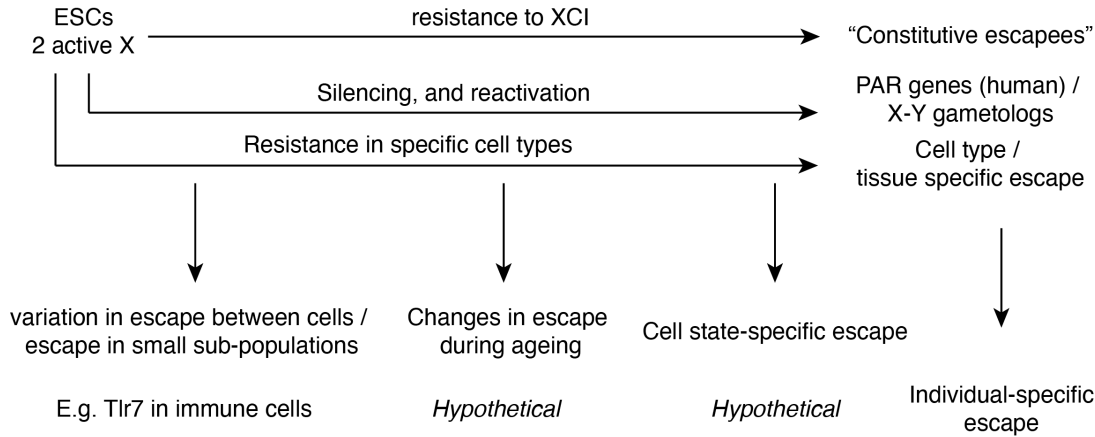 ESCs
2 active X
resistance to XCI
“Constitutive escapees”
Silencing, and reactivation
PAR genes (human) /
X-Y gametologs
Resistance in specific cell types
Cell type /
tissue specific escape
variation in escape between cells /
escape in small sub-populations
Changes in escape
during ageing
Cell state-specific escape
E.g. Tlr7 in immune cells
Hypothetical
Hypothetical
Individual-specific
escape